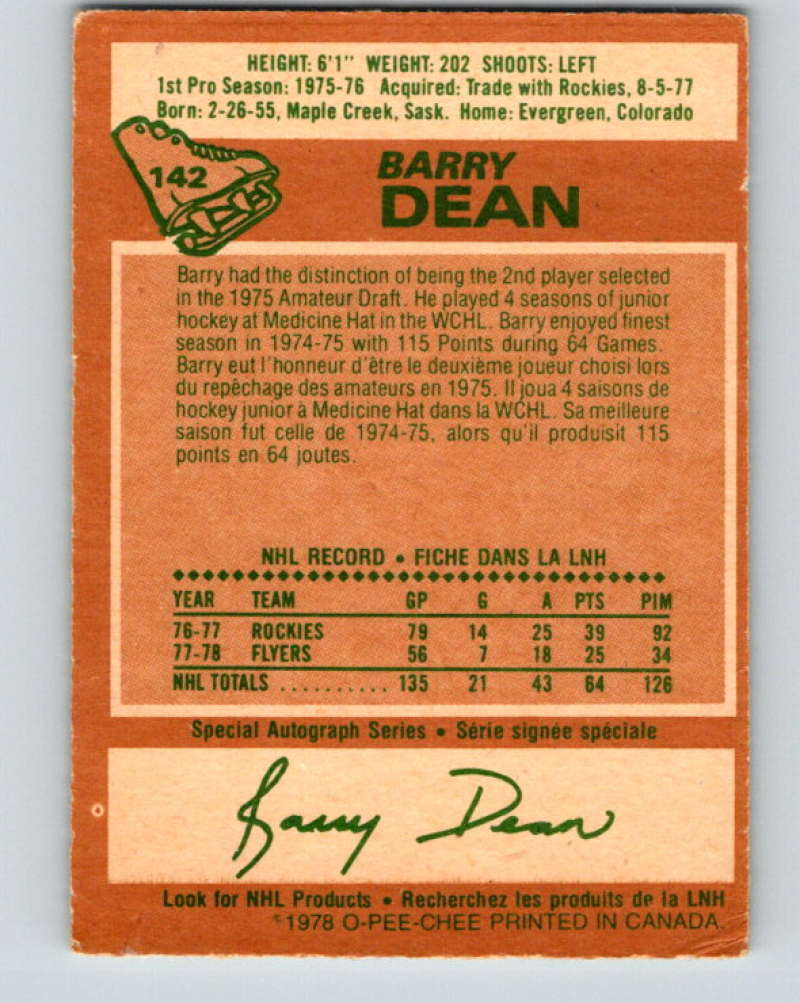 HEIGHT: 6'1" WEIGHT: 202 SHOOTS: LEFT
1st Pro Season: 1975-76 Acquired: Trade with Rockies, 8-5-77
Born: 2-26-55, Maple Creek, Sask. Home: Evergreen, Colorado
142
BARRY
DEAN
Barry had the distinction of being the 2nd player selected
in the 1975 Amateur Draft. He played 4 seasons of junior
hockey at Medicine Hat in the WCHL. Barry enjoyed finest
season in 1974-75 with 115 Points during 64 Games.
Barry eut l'honneur d'être le deuxième joueur choisi lors
du repêchage des amateurs en 1975. Il joua 4 saisons de
hockey junior à Medicine Hat dans la WCHL. Sa meilleure
saison fut celle de 1974-75, alors qu'il produisit 115
points en 64 joutes.
NHL RECORD • FICHE DANS LA LNH
YEAR TEAM GP G A PTS PIM
76-77 ROCKIES 79 14 25 39 92
77-78 FLYERS 56 7 18 25 34
NHL TOTALS .......... 135 21 43 64 126
Special Autograph Series • Série signée spéciale
Barry Dean
Look for NHL Products • Recherchez les produits de la LNH
©1978 O-PEE-CHEE PRINTED IN CANADA.